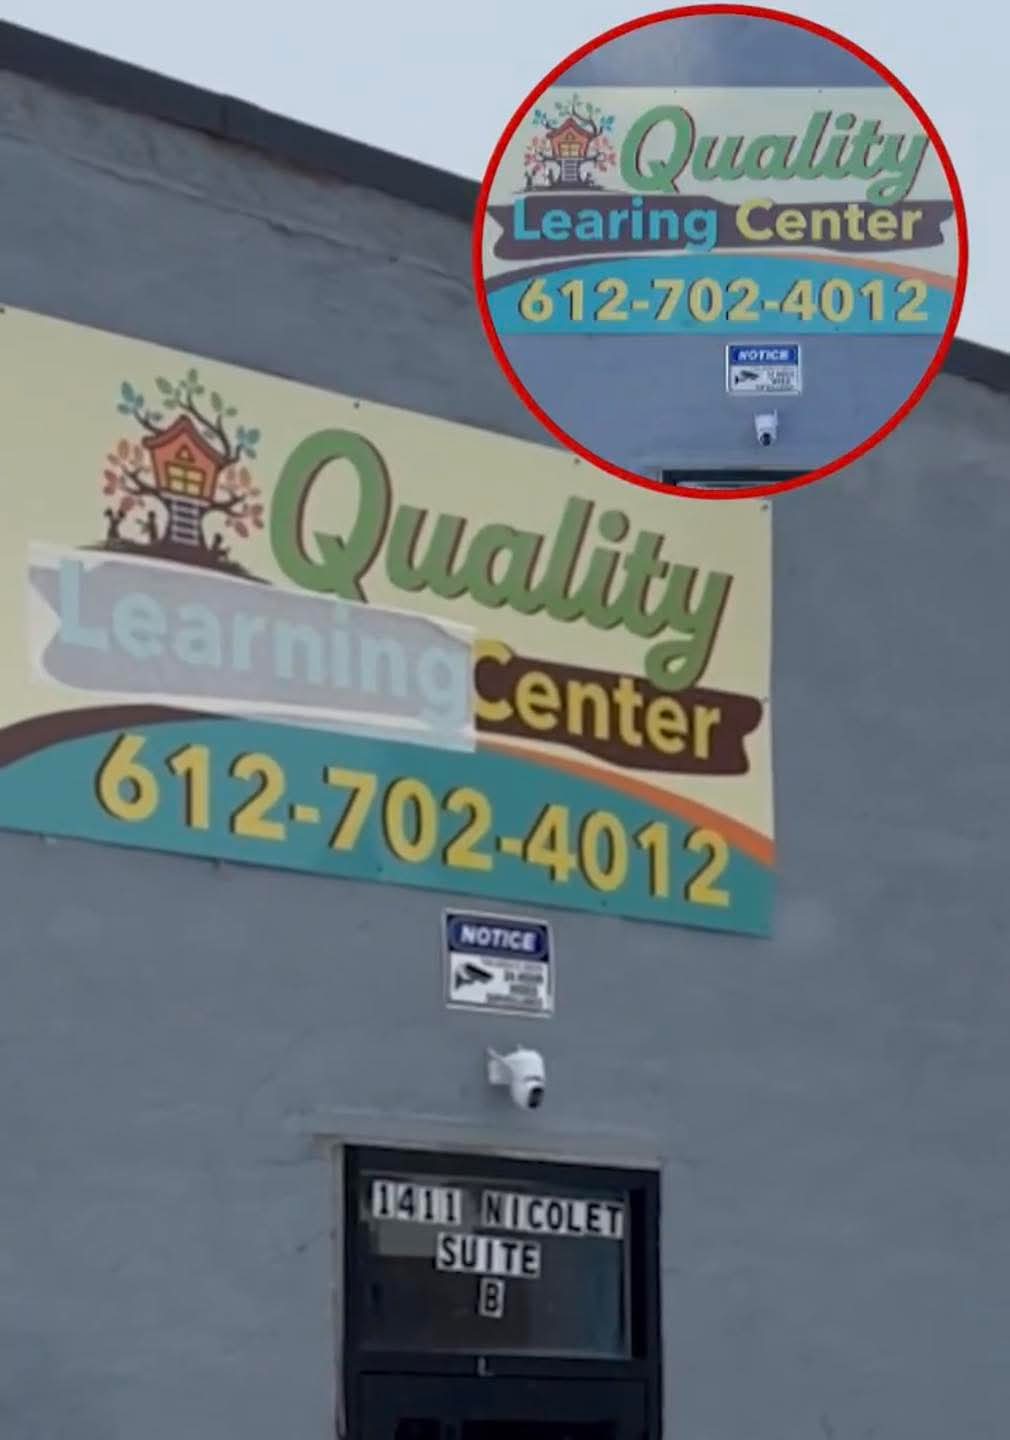 Quality
Learing Center
612-702-4012
NOTICE
Quality
Learning Center
612-702-4012
NOTICE
1411 NICOLET
SUITE
B